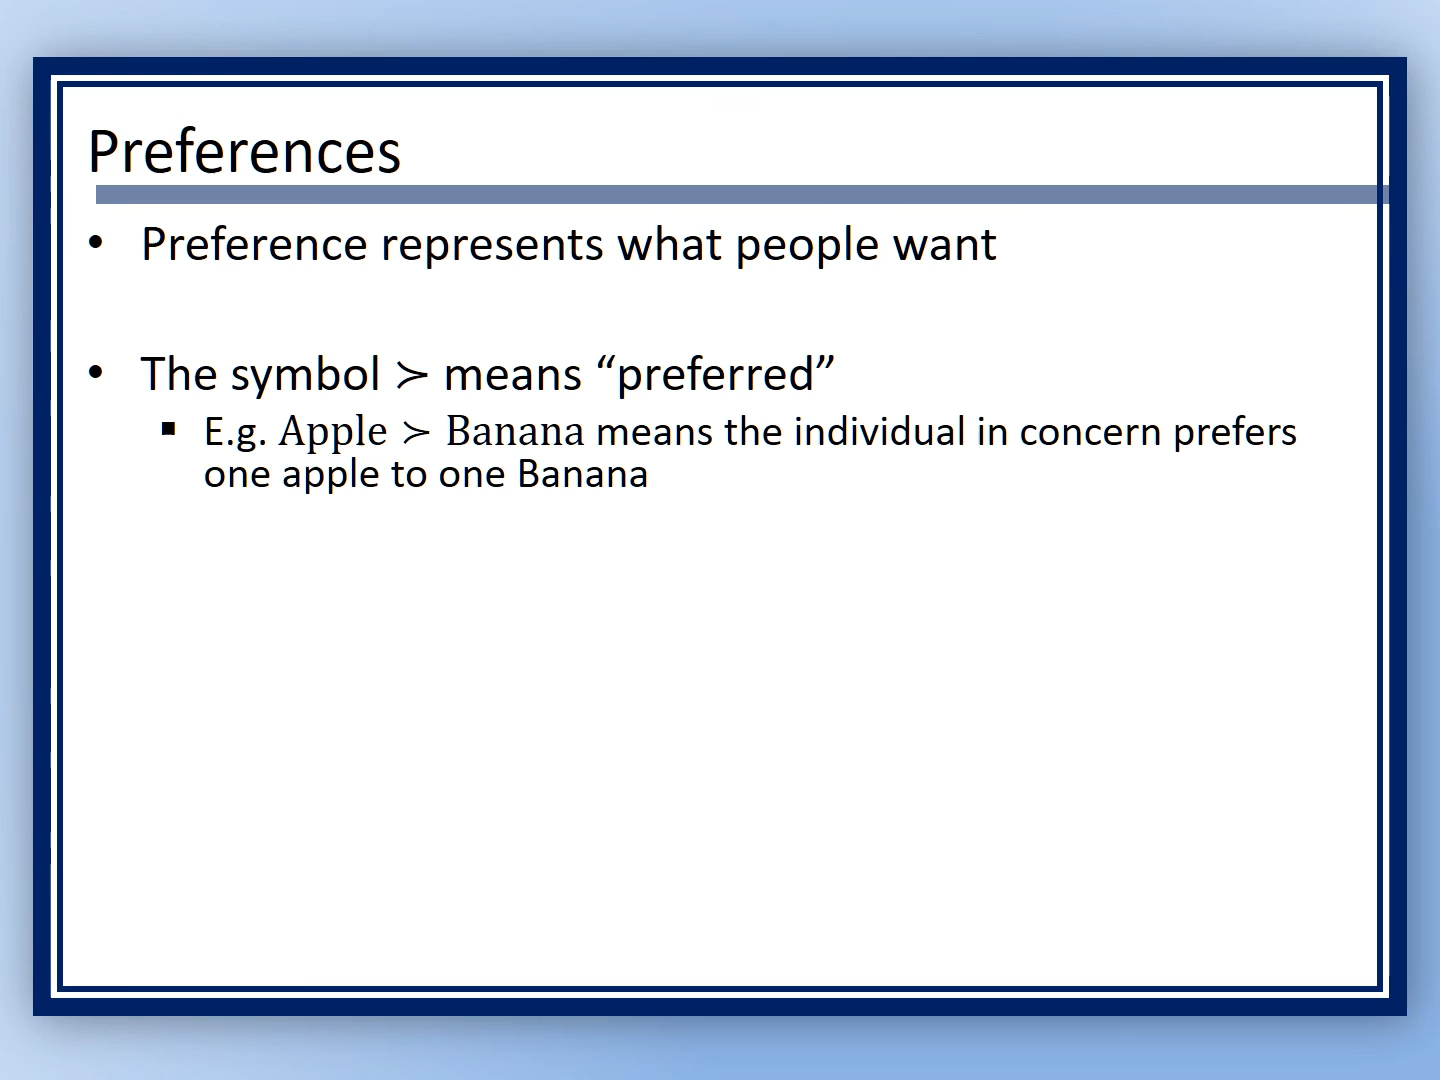 Preferences
• Preference represents what people want
• The symbol ≻ means “preferred”
▪ E.g. Apple ≻ Banana means the individual in concern prefers
one apple to one Banana